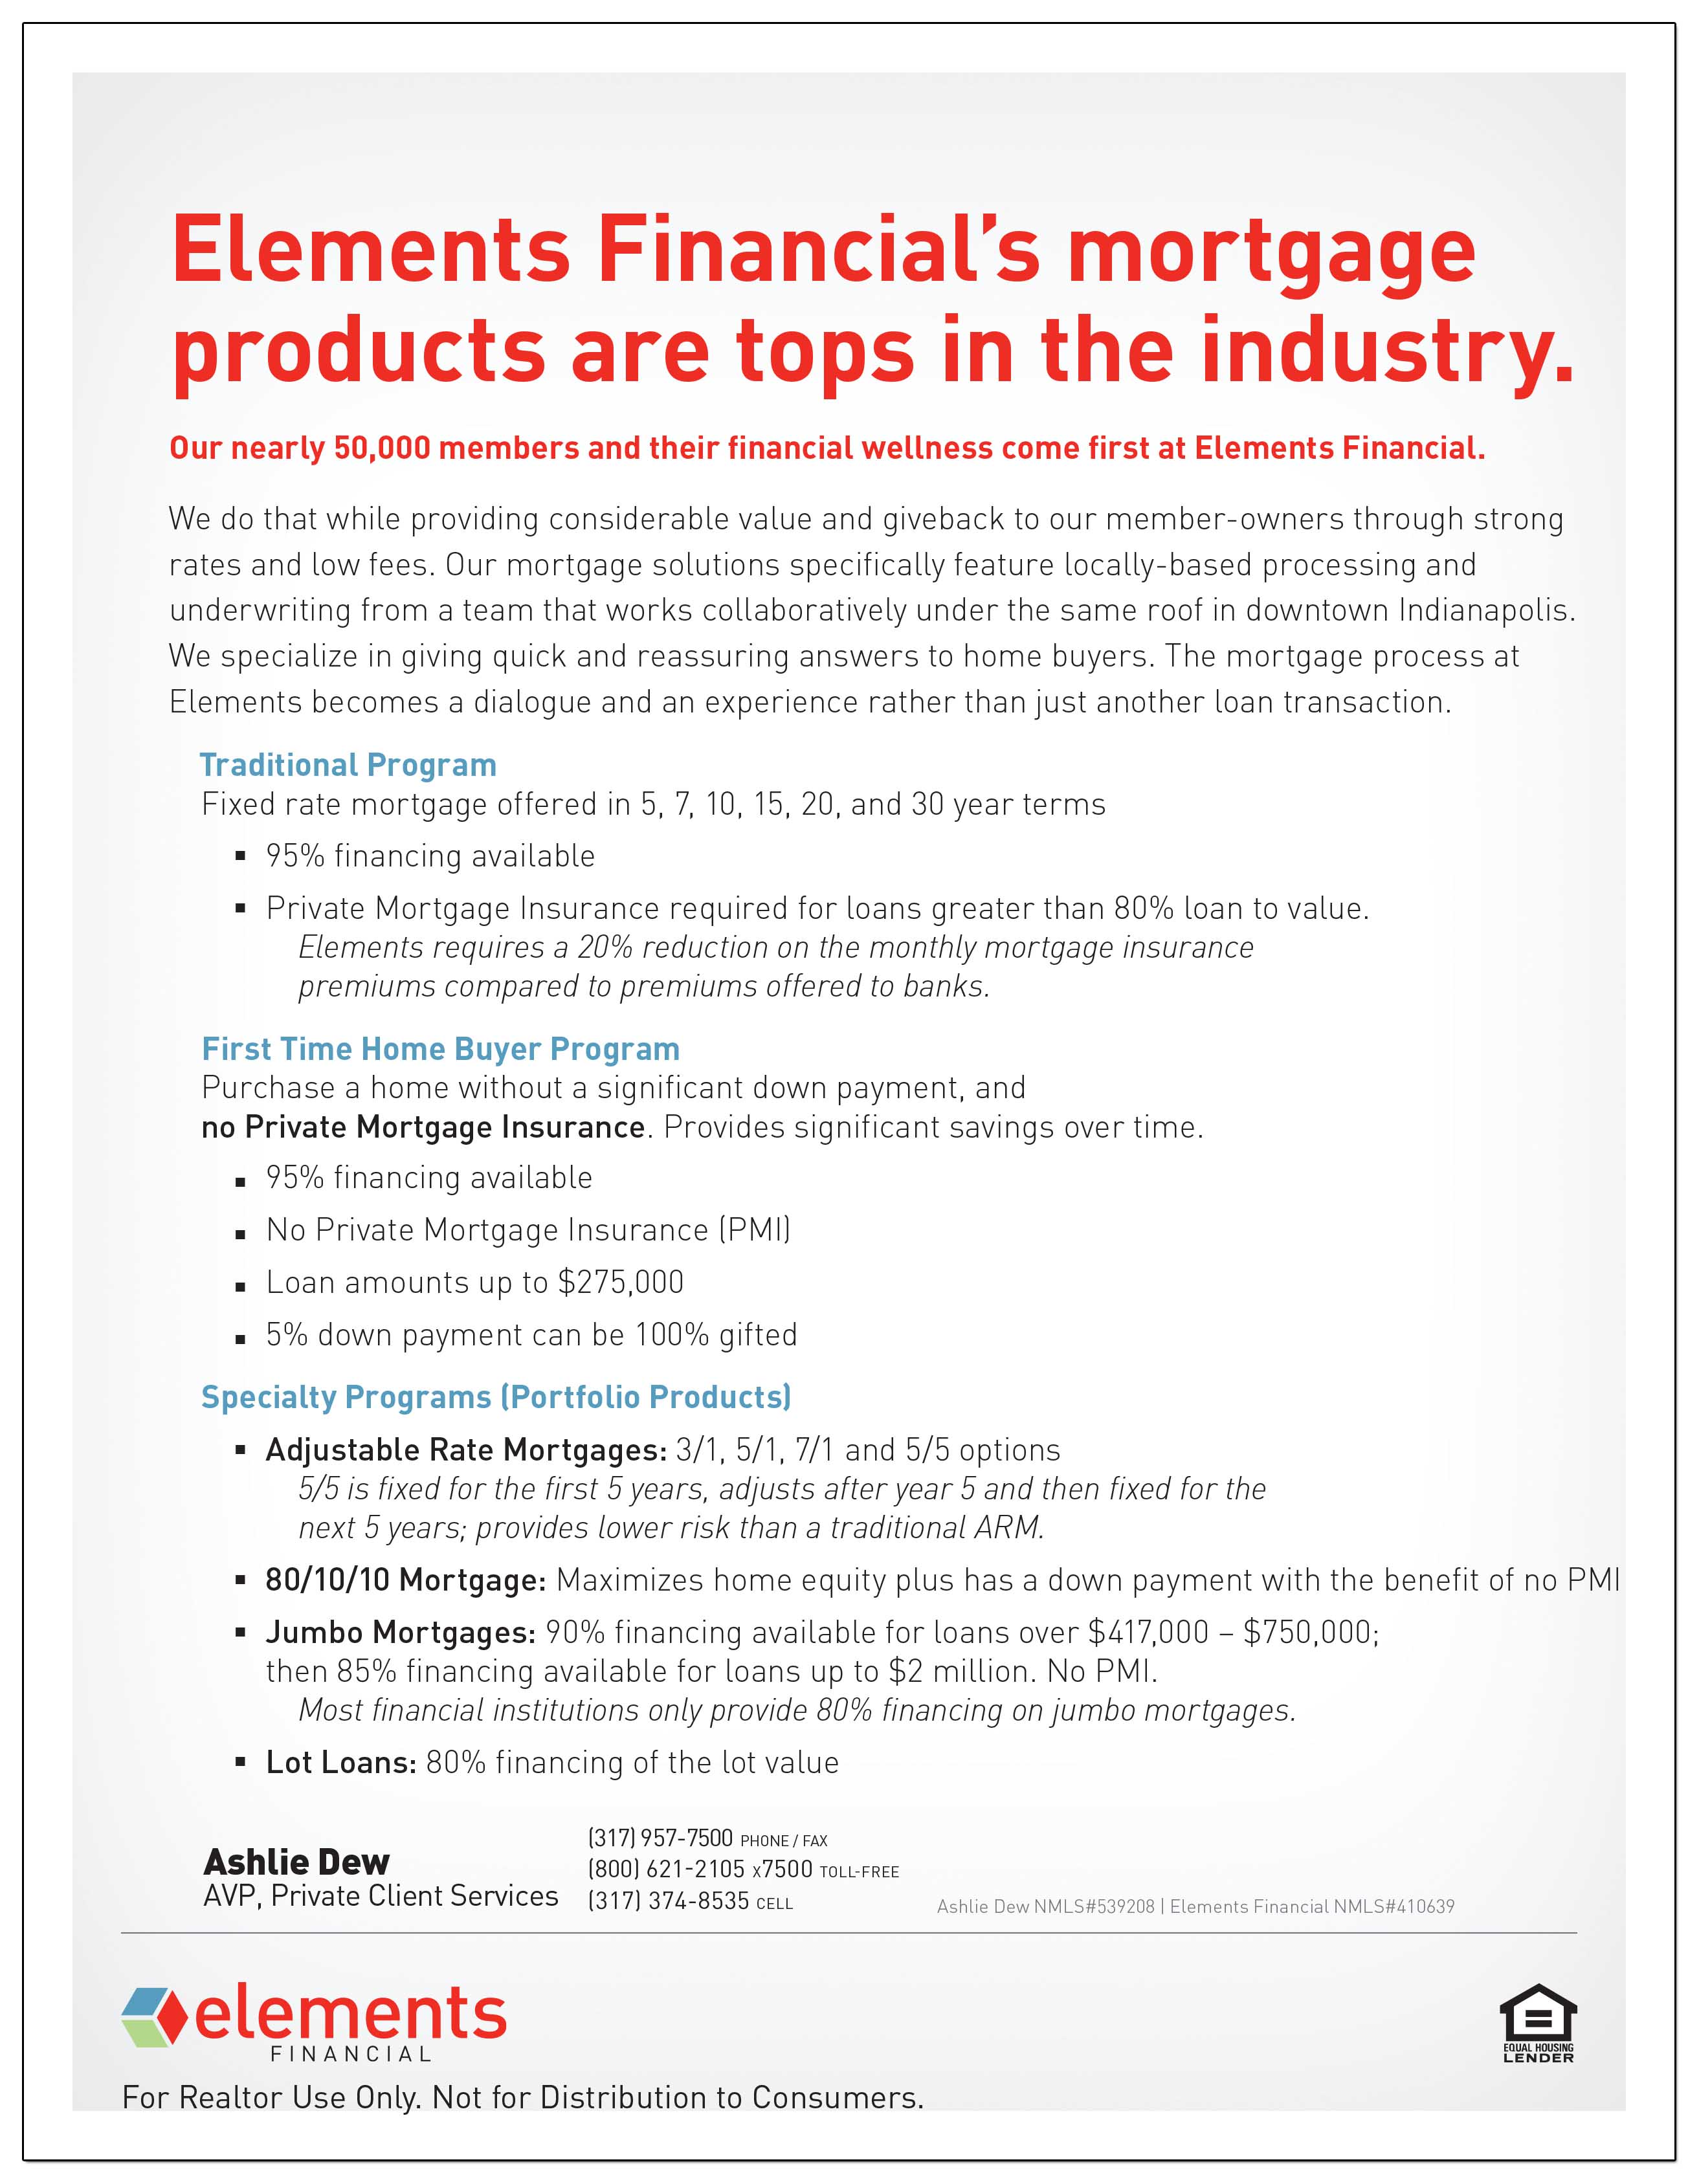 Elements Financial’s mortgage
products are tops in the industry.
Our nearly 50,000 members and their financial wellness come first at Elements Financial.
We do that while providing considerable value and giveback to our member-owners through strong
rates and low fees. Our mortgage solutions specifically feature locally-based processing and
underwriting from a team that works collaboratively under the same roof in downtown Indianapolis.
We specialize in giving quick and reassuring answers to home buyers. The mortgage process at
Elements becomes a dialogue and an experience rather than just another loan transaction.
Traditional Program
Fixed rate mortgage offered in 5, 7, 10, 15, 20, and 30 year terms
▪ 95% financing available
▪ Private Mortgage Insurance required for loans greater than 80% loan to value.
Elements requires a 20% reduction on the monthly mortgage insurance
premiums compared to premiums offered to banks.
First Time Home Buyer Program
Purchase a home without a significant down payment, and
no Private Mortgage Insurance. Provides significant savings over time.
▪ 95% financing available
▪ No Private Mortgage Insurance (PMI)
▪ Loan amounts up to $275,000
▪ 5% down payment can be 100% gifted
Specialty Programs (Portfolio Products)
▪ Adjustable Rate Mortgages: 3/1, 5/1, 7/1 and 5/5 options
5/5 is fixed for the first 5 years, adjusts after year 5 and then fixed for the
next 5 years; provides lower risk than a traditional ARM.
▪ 80/10/10 Mortgage: Maximizes home equity plus has a down payment with the benefit of no PMI
▪ Jumbo Mortgages: 90% financing available for loans over $417,000 – $750,000;
then 85% financing available for loans up to $2 million. No PMI.
Most financial institutions only provide 80% financing on jumbo mortgages.
▪ Lot Loans: 80% financing of the lot value
Ashlie Dew
AVP, Private Client Services
(317) 957-7500 PHONE / FAX
(800) 621-2105 x7500 TOLL-FREE
(317) 374-8535 CELL
Ashlie Dew NMLS#539208 | Elements Financial NMLS#410639
elements
FINANCIAL
EQUAL HOUSING
LENDER
For Realtor Use Only. Not for Distribution to Consumers.